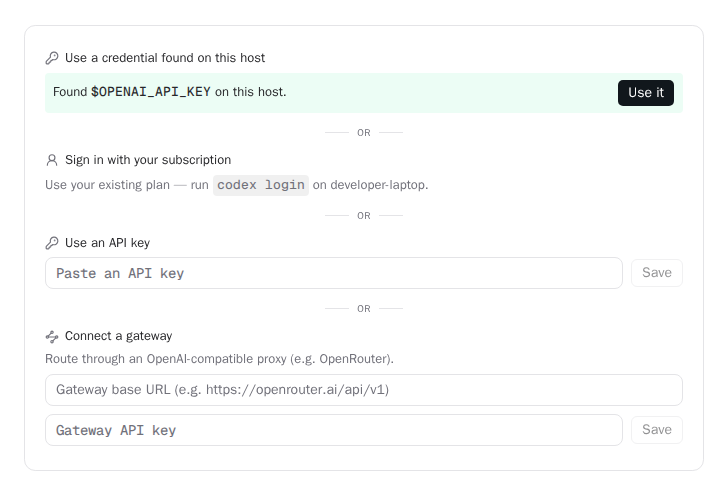 Use a credential found on this host
Found $OPENAI_API_KEY on this host.
Use it
OR
Sign in with your subscription
Use your existing plan — run codex login on developer-laptop.
OR
Use an API key
Paste an API key
Save
OR
Connect a gateway
Route through an OpenAI-compatible proxy (e.g. OpenRouter).
Gateway base URL (e.g. https://openrouter.ai/api/v1)
Gateway API key
Save